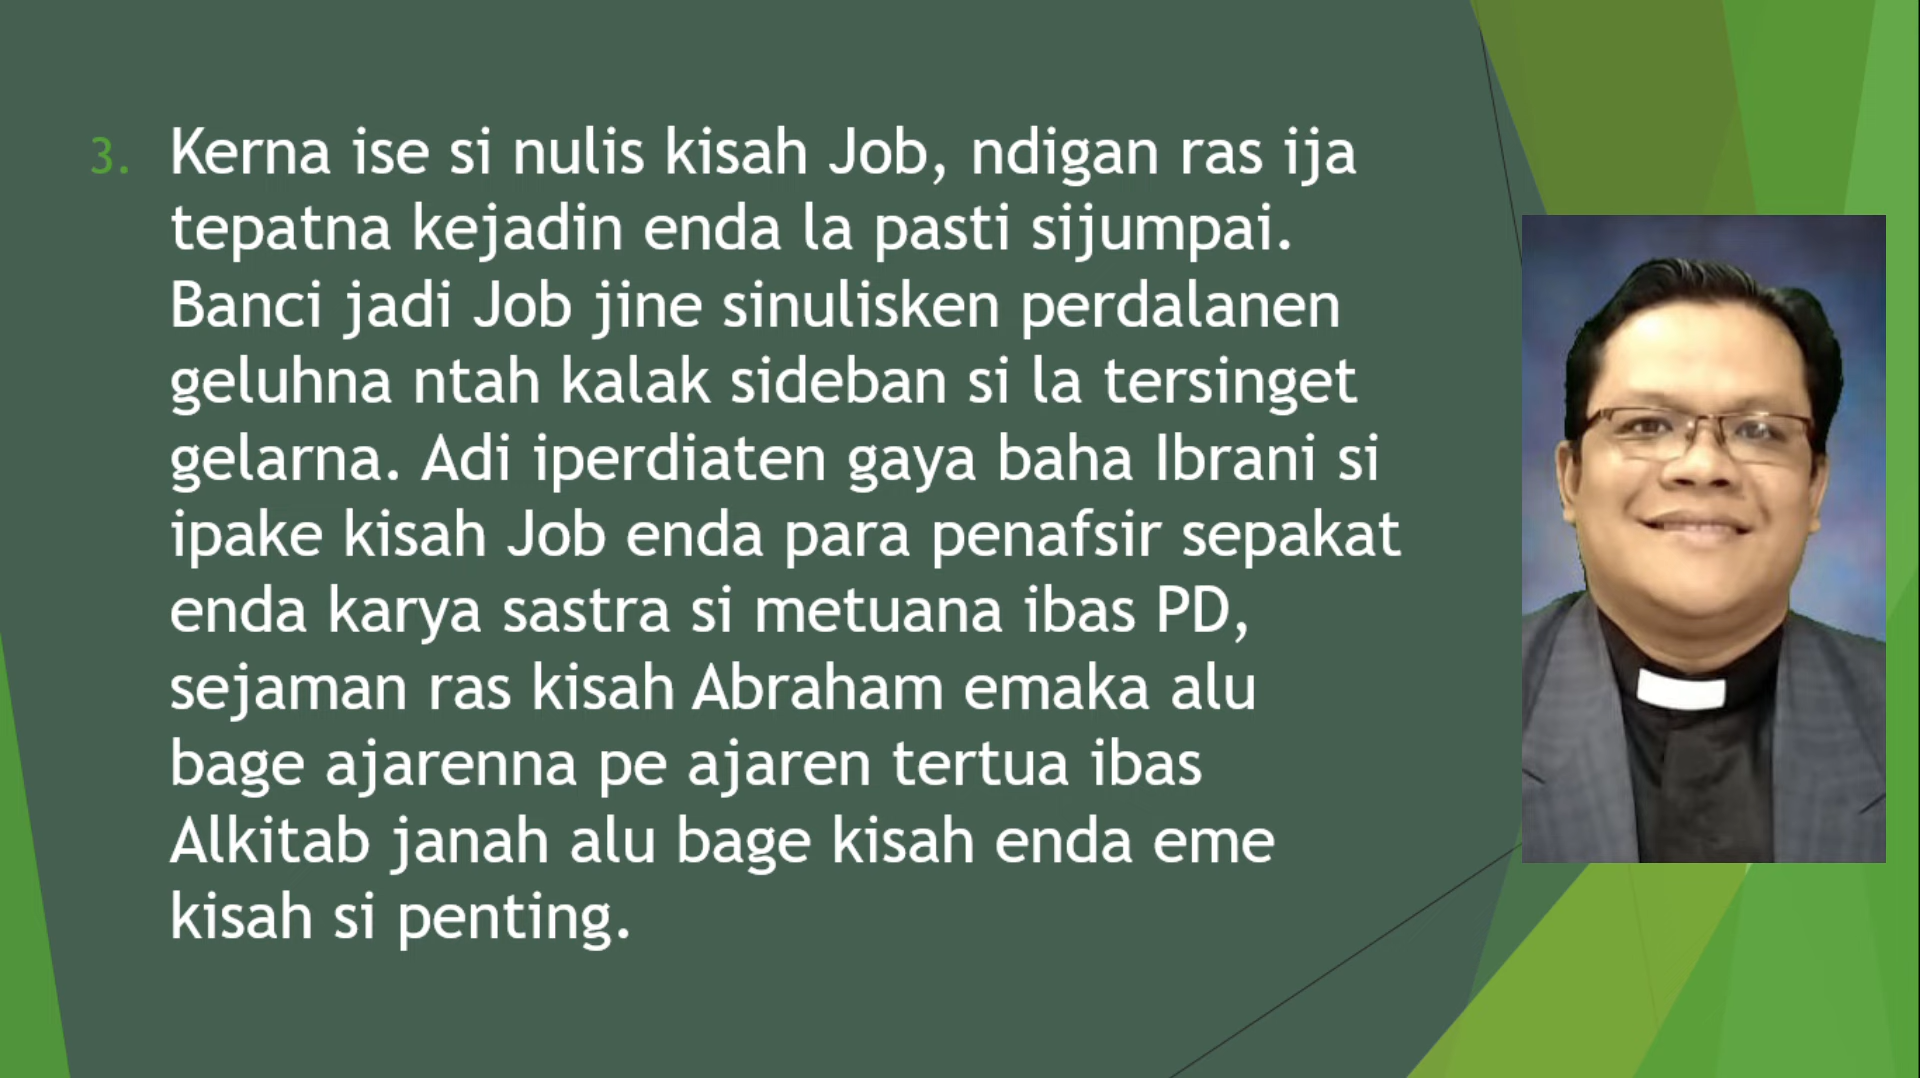 3. Kerna ise si nulis kisah Job, ndigan ras ija
tepatna kejadin enda la pasti sijumpai.
Banci jadi Job jine sinulisken perdalanen
geluhna ntah kalak sideban si la tersinget
gelarna. Adi iperdiaten gaya baha Ibrani si
ipake kisah Job enda para penafsir sepakat
enda karya sastra si metuana ibas PD,
sejaman ras kisah Abraham emaka alu
bage ajarenna pe ajaren tertua ibas
Alkitab janah alu bage kisah enda eme
kisah si penting.